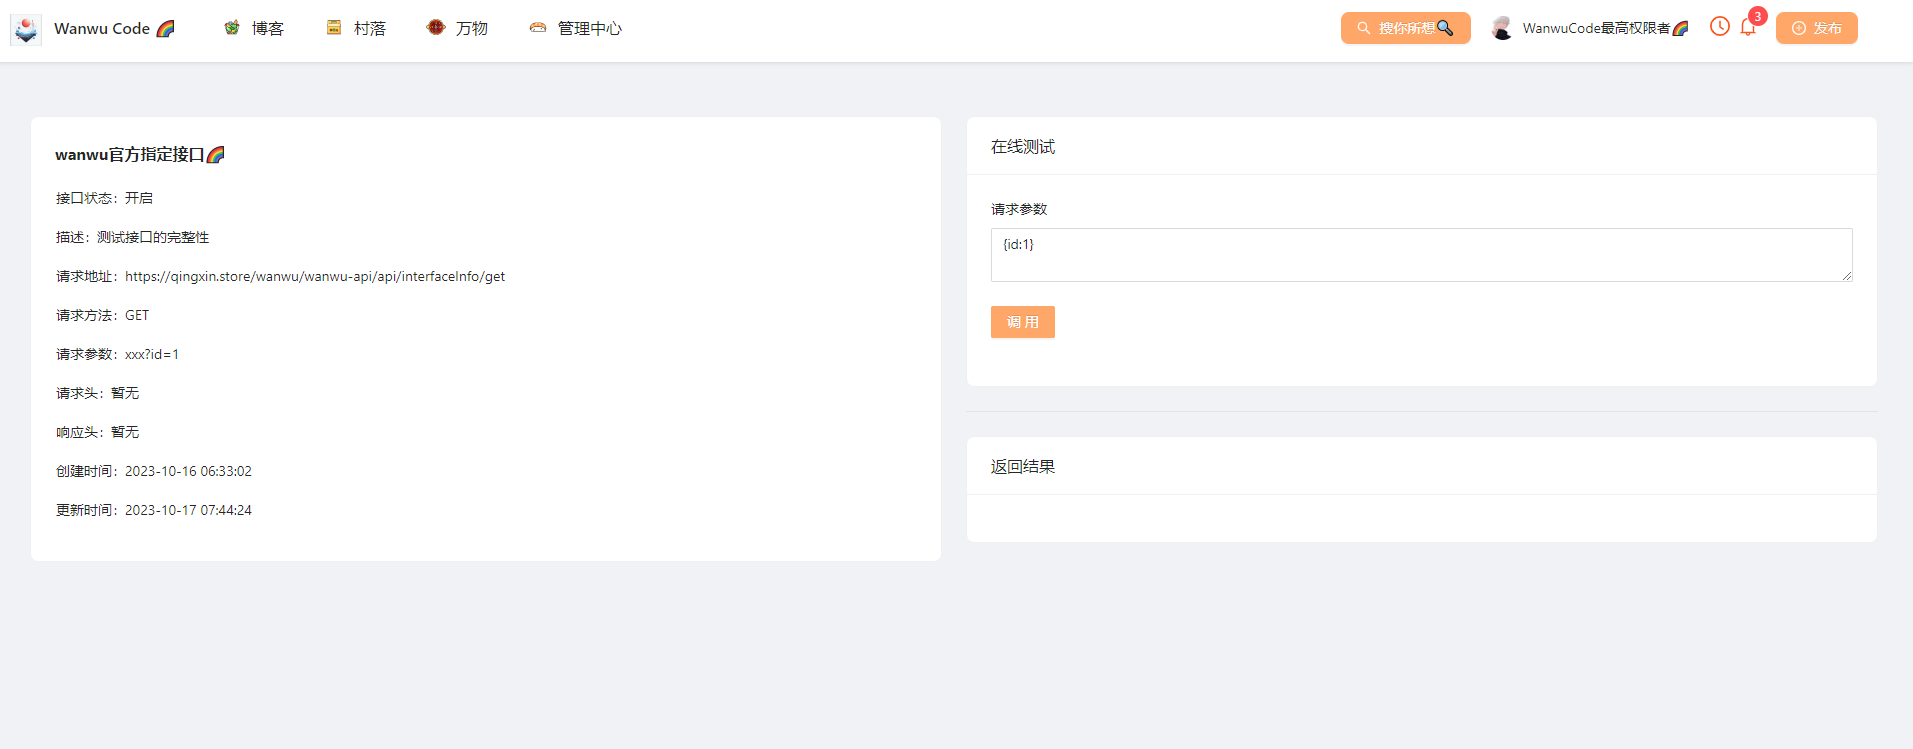 Wanwu Code 🌈
博客
村落
万物
管理中心
搜你所想🔍
WanwuCode最高权限者🌈
3
发布
wanwu官方指定接口🌈
接口状态：开启
描述：测试接口的完整性
请求地址：https://qingxin.store/wanwu/wanwu-api/api/interfaceInfo/get
请求方法：GET
请求参数：xxx?id=1
请求头：暂无
响应头：暂无
创建时间：2023-10-16 06:33:02
更新时间：2023-10-17 07:44:24
在线测试
请求参数
{id:1}
调 用
返回结果